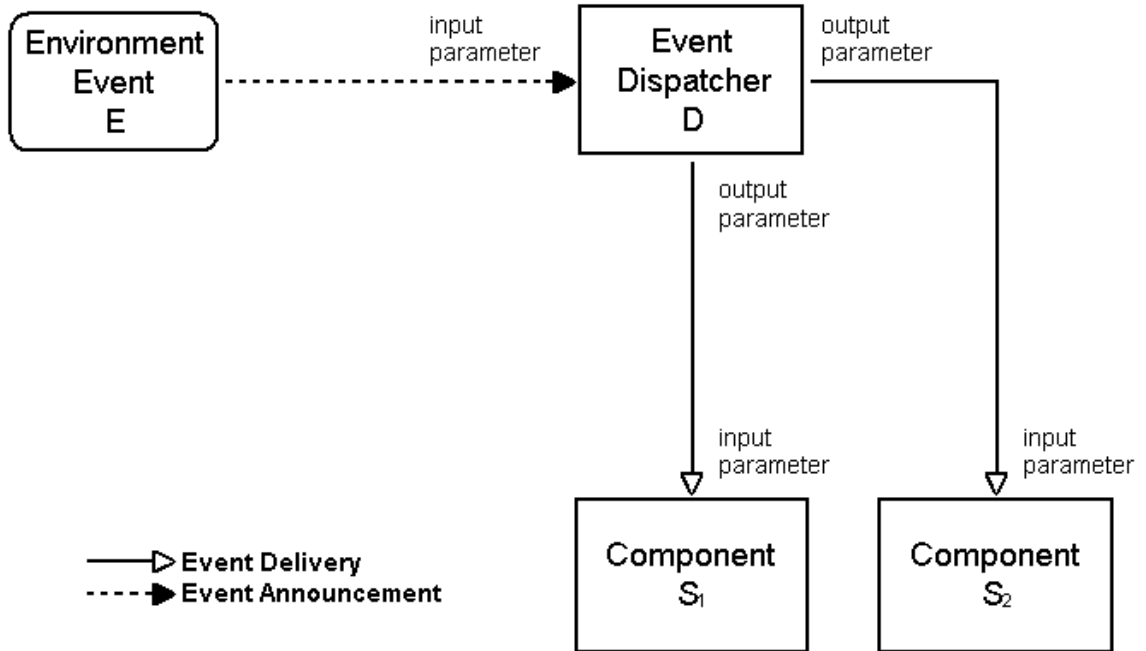 Environment
Event
E
input
parameter
Event
Dispatcher
D
output
parameter
output
parameter
input
parameter
input
parameter
Component
S₁
Component
S₂
Event Delivery
Event Announcement